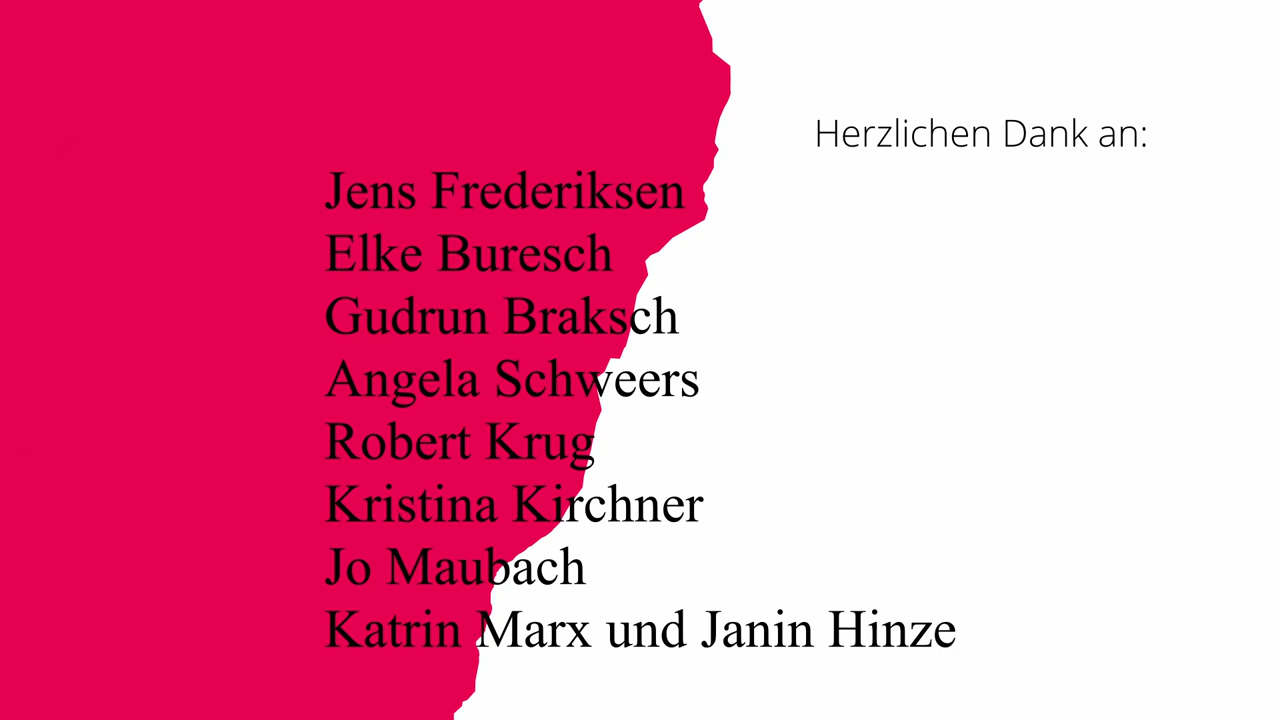 Herzlichen Dank an:
Jens Frederiksen
Elke Buresch
Gudrun Braksch
Angela Schweers
Robert Krug
Kristina Kirchner
Jo Maubach
Katrin Marx und Janin Hinze